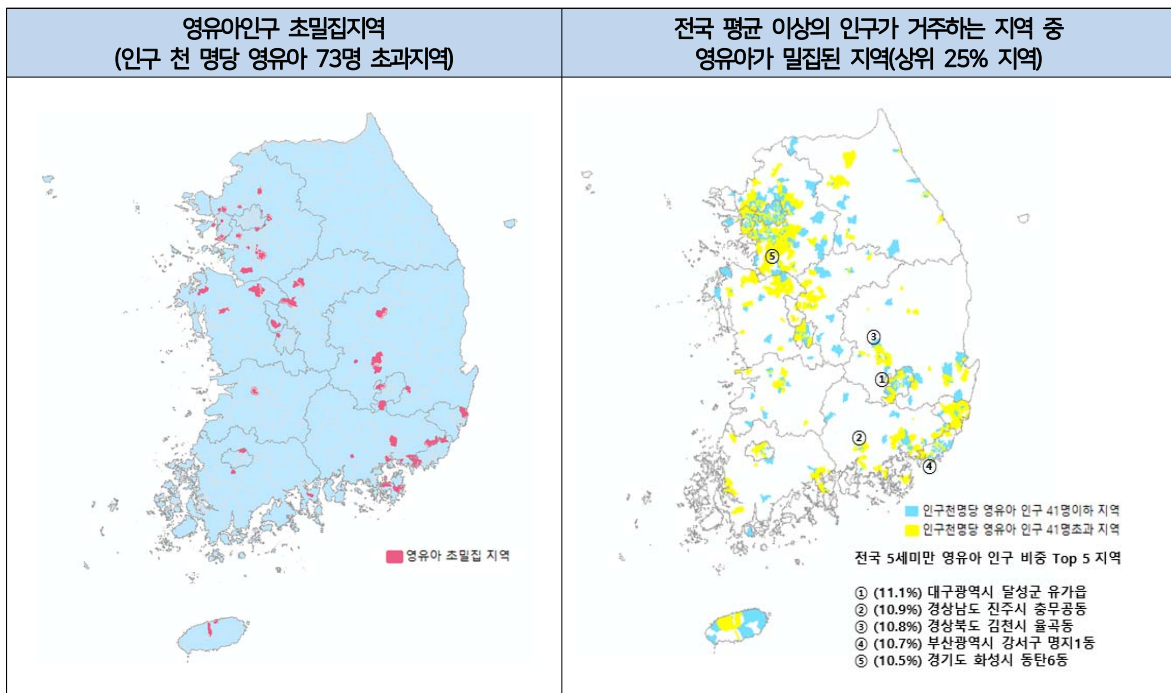 영유아인구 초밀집지역
(인구 천 명당 영유아 73명 초과지역)
전국 평균 이상의 인구가 거주하는 지역 중
영유아가 밀집된 지역(상위 25% 지역)
영유아 초밀집 지역
⑤
③
①
②
④
인구천명당 영유아 인구 41명이하 지역
인구천명당 영유아 인구 41명초과 지역
전국 5세미만 영유아 인구 비중 Top 5 지역
① (11.1%) 대구광역시 달성군 유가읍
② (10.9%) 경상남도 진주시 충무공동
③ (10.8%) 경상북도 김천시 율곡동
④ (10.7%) 부산광역시 강서구 명지1동
⑤ (10.5%) 경기도 화성시 동탄6동